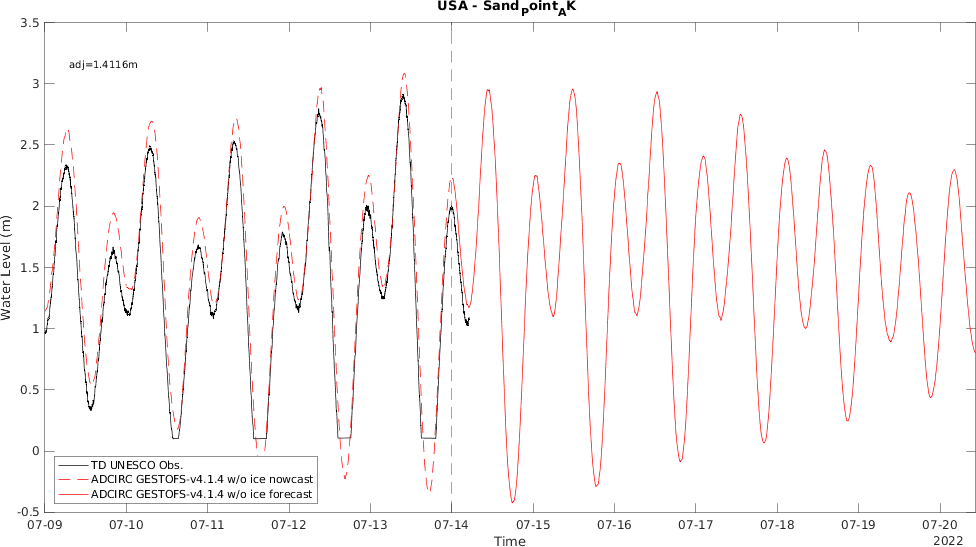 USA - Sand_Point_AK
3.5
adj=1.4116m
3
2.5
2
1.5
1
0.5
0
-0.5
Water Level (m)
TD UNESCO Obs.
ADCIRC GESTOFS-v4.1.4 w/o ice nowcast
ADCIRC GESTOFS-v4.1.4 w/o ice forecast
07-09 07-10 07-11 07-12 07-13 07-14 07-15 07-16 07-17 07-18 07-19 07-20
Time
2022